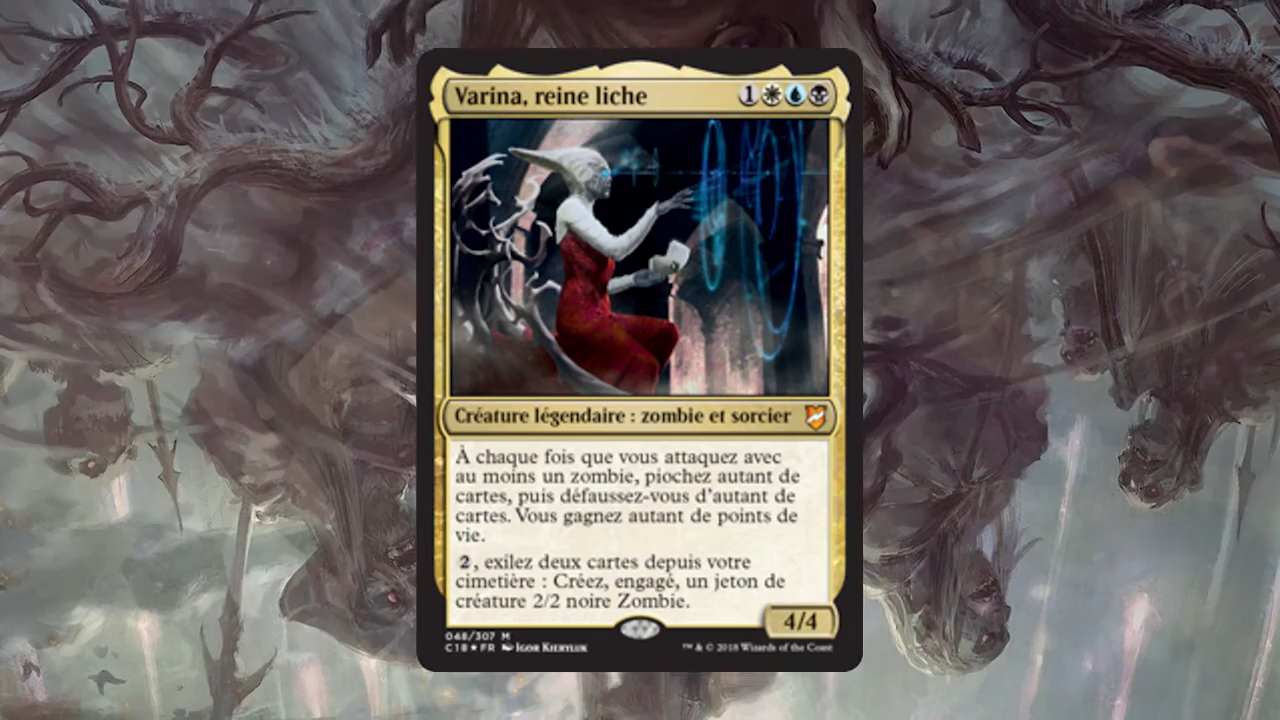 Varina, reine liche 1
Créature légendaire : zombie et sorcier
À chaque fois que vous attaquez avec
au moins un zombie, piochez autant de
cartes, puis défaussez-vous d'autant de
cartes. Vous gagnez autant de points de
vie.
2, exilez deux cartes depuis votre
cimetière : Créez, engagé, un jeton de
créature 2/2 noire Zombie.
4/4
048/307 M
C18 ★ FR Igor Kieryluk
™ & © 2018 Wizards of the Coast